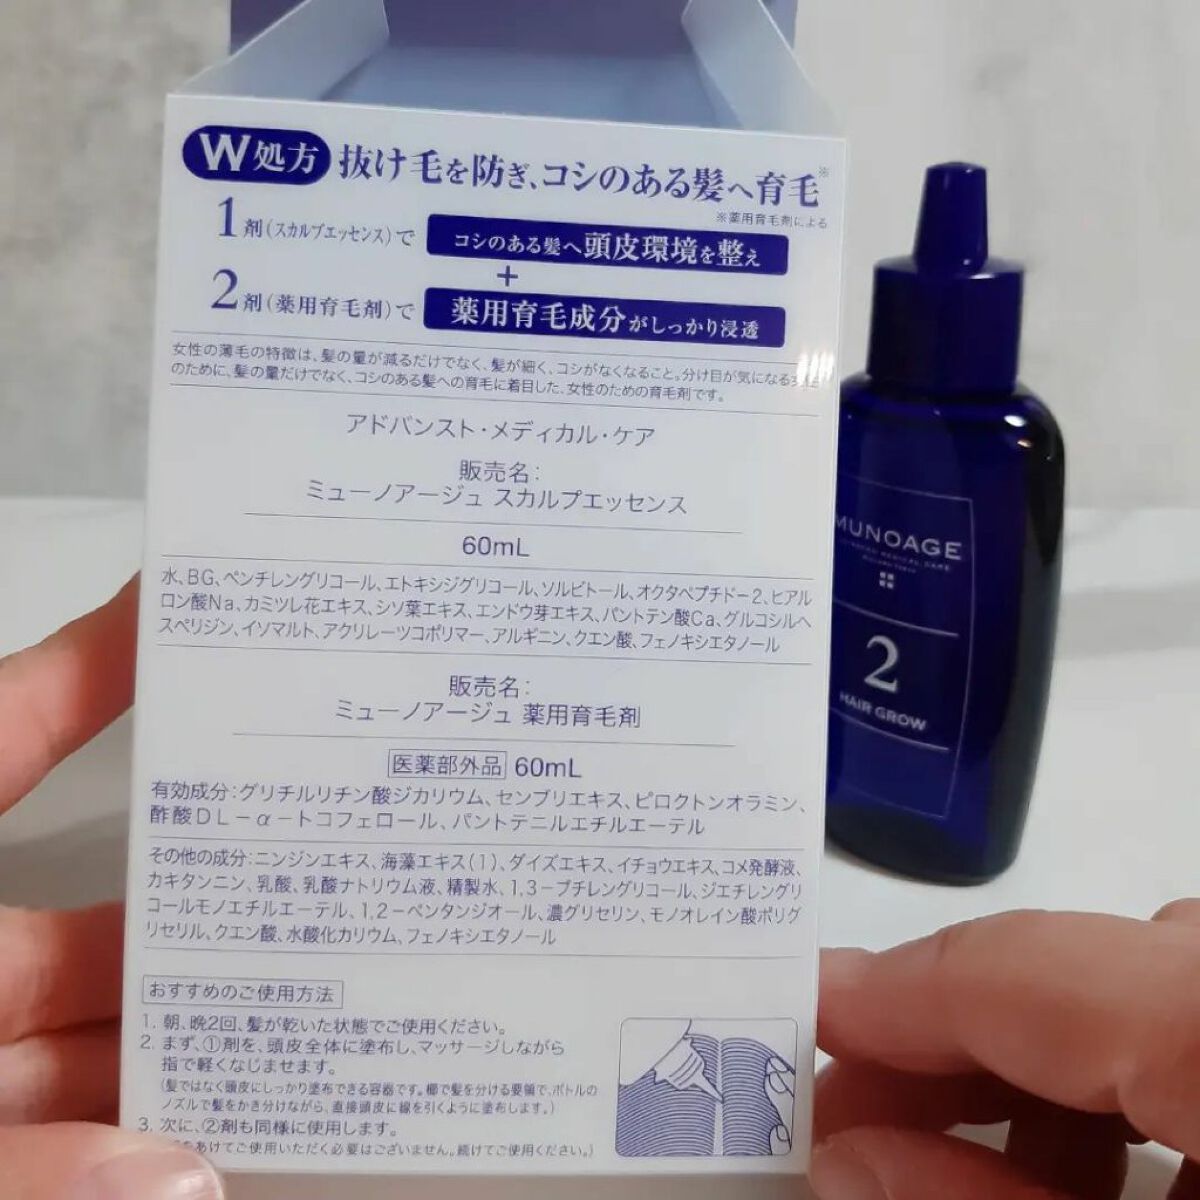 W処方 抜け毛を防ぎ、コシのある髪へ育毛※
※薬用育毛剤による
1剤(スカルプエッセンス)で コシのある髪へ頭皮環境を整え
+
2剤(薬用育毛剤)で 薬用育毛成分がしっかり浸透
女性の薄毛の特徴は、髪の量が減るだけでなく、髪が細く、コシがなくなること。分け目が気になる
のために、髪の量だけでなく、コシのある髪への育毛に着目した、女性のための育毛剤です。
アドバンスト・メディカル・ケア
販売名:
ミューノアージュ スカルプエッセンス
60mL
水、BG、ペンチレングリコール、エトキシジグリコール、ソルビトール、オクタペプチド-2、ヒアル
ロン酸Na、カミツレ花エキス、シソ葉エキス、エンドウ芽エキス、パントテン酸Ca、グルコシルヘ
スペリジン、イソマルト、アクリレーツコポリマー、アルギニン、クエン酸、フェノキシエタノール
販売名:
ミューノアージュ 薬用育毛剤
医薬部外品 60mL
有効成分:グリチルリチン酸ジカリウム、センブリエキス、ピロクトンオラミン、
酢酸DL-α-トコフェロール、パントテニルエチルエーテル
その他の成分:ニンジンエキス、海藻エキス(1)、ダイズエキス、イチョウエキス、コメ発酵液、
カキタンニン、乳酸、乳酸ナトリウム液、精製水、1,3-ブチレングリコール、ジエチレングリ
コールモノエチルエーテル、1,2-ペンタンジオール、濃グリセリン、モノオレイン酸ポリグ
リセリル、クエン酸、水酸化カリウム、フェノキシエタノール
おすすめのご使用方法
1. 朝、晩2回、髪が乾いた状態でご使用ください。
2. まず、①剤を、頭皮全体に塗布し、マッサージしながら
指で軽くなじませます。
(髪ではなく頭皮にしっかり塗布できる容器です。櫛で髪を分ける要領で、ボトルの
ノズルで髪をかき分けながら、直接頭皮に線を引くように塗布します。)
3. 次に、②剤も同様に使用します。
をあけてご使用いただく必要はございません。続けてご使用ください。)
MUNOAGE
2
HAIR GROW